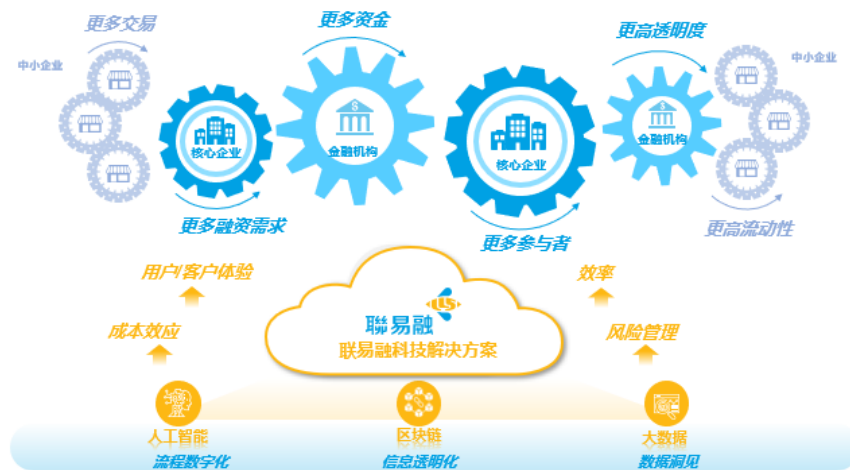 更多交易
更多资金
更高透明度
中小企业
中小企业
核心企业
金融机构
核心企业
金融机构
更多融资需求
更多参与者
更高流动性
用户/客户体验
效率
LLS
聯易融
成本效应
风险管理
联易融科技解决方案
人工智能
区块链
大数据
流程数字化
信息透明化
数据洞见